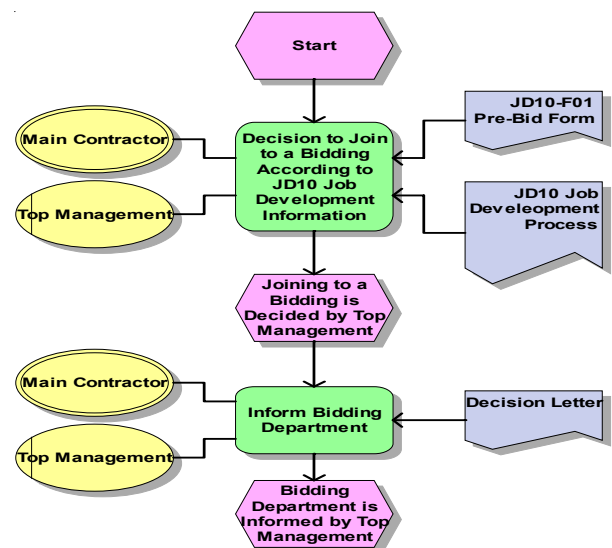 Start
Main Contractor
Top Management
Decision to Join
to a Bidding
According to
JD10 Job
Development
Information
JD10-F01
Pre-Bid Form
JD10 Job
Develeopment
Process
Joining to a
Bidding is
Decided by Top
Management
Main Contractor
Top Management
Inform Bidding
Department
Decision Letter
Bidding
Department is
Informed by Top
Management